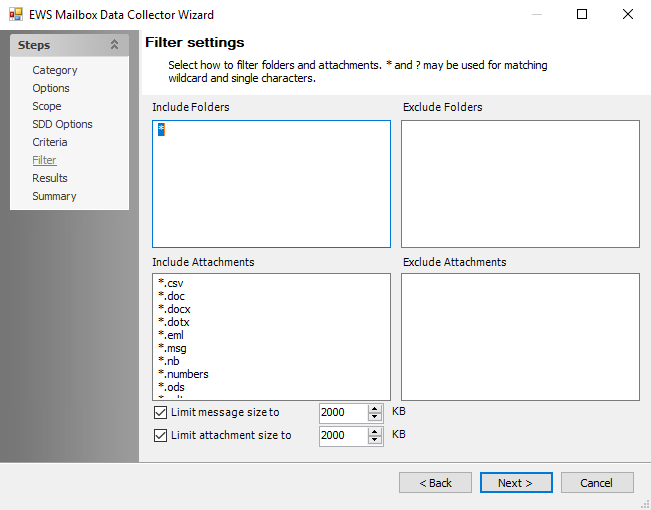 EWS Mailbox Data Collector Wizard
Steps
Category
Options
Scope
SDD Options
Criteria
Filter
Results
Summary
Filter settings
Select how to filter folders and attachments. * and ? may be used for matching
wildcard and single characters.
Include Folders
*
Exclude Folders
Include Attachments
*.csv
*.doc
*.docx
*.dotx
*.eml
*.msg
*.nb
*.numbers
*.ods
Exclude Attachments
Limit message size to 2000 KB
Limit attachment size to 2000 KB
< Back Next > Cancel